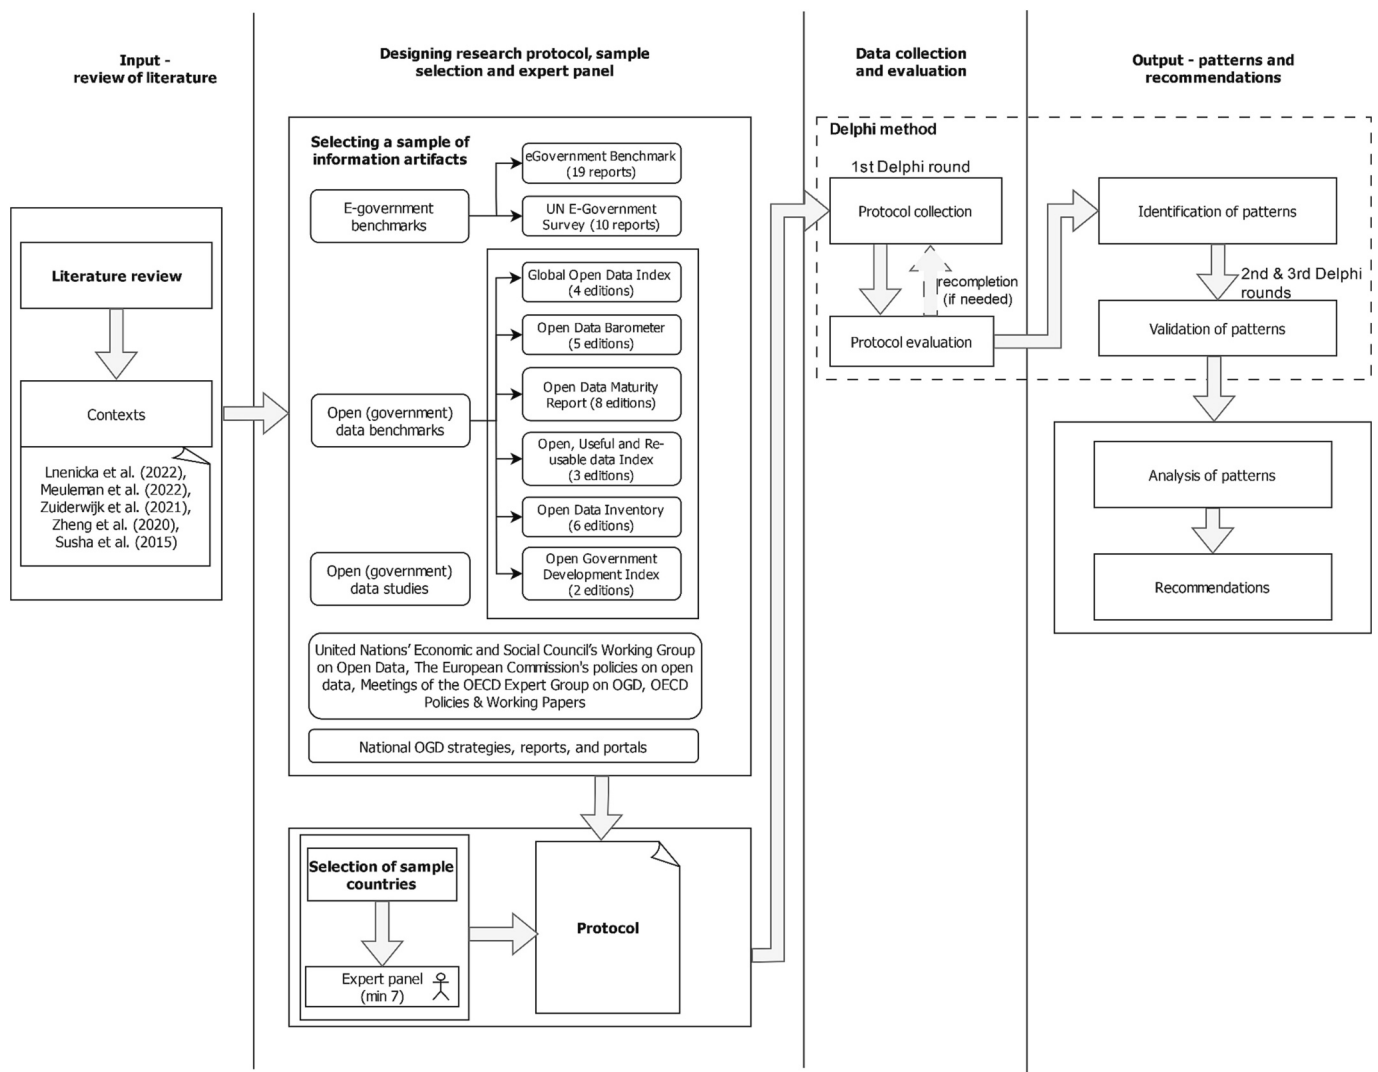 Input -
review of literature
Designing research protocol, sample
selection and expert panel
Data collection
and evaluation
Output - patterns and
recommendations
Literature review
Contexts
Lnenicka et al. (2022),
Meuleman et al. (2022),
Zuiderwijk et al. (2021),
Zheng et al. (2020),
Susha et al. (2015)
Selecting a sample of
information artifacts
E-government
benchmarks
eGovernment Benchmark
(19 reports)
UN E-Government
Survey (10 reports)
Open (government)
data benchmarks
Global Open Data Index
(4 editions)
Open Data Barometer
(5 editions)
Open Data Maturity
Report (8 editions)
Open, Useful and Re-
usable data Index
(3 editions)
Open Data Inventory
(6 editions)
Open Government
Development Index
(2 editions)
Open (government)
data studies
United Nations’ Economic and Social Council’s Working Group
on Open Data, The European Commission's policies on open
data, Meetings of the OECD Expert Group on OGD, OECD
Policies & Working Papers
National OGD strategies, reports, and portals
Selection of sample
countries
Expert panel
(min 7)
Protocol
Delphi method
1st Delphi round
Protocol collection
recompletion
(if needed)
Protocol evaluation
Identification of patterns
2nd & 3rd Delphi
rounds
Validation of patterns
Analysis of patterns
Recommendations